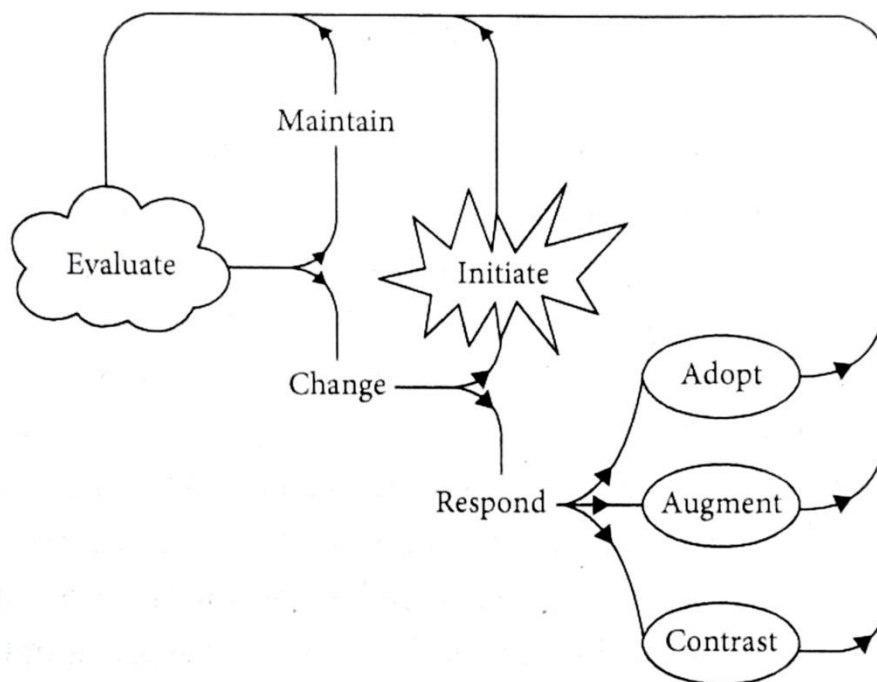 Maintain
Evaluate
Initiate
Change
Adopt
Respond
Augment
Contrast